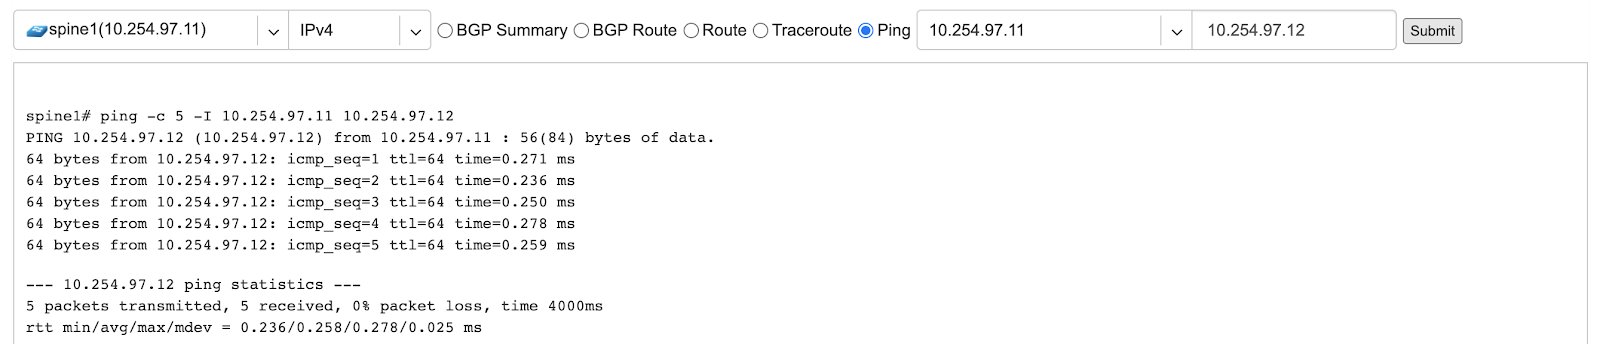 spine1(10.254.97.11) IPv4 BGP Summary BGP Route Route Traceroute Ping 10.254.97.11 10.254.97.12 Submit
spine1# ping -c 5 -I 10.254.97.11 10.254.97.12
PING 10.254.97.12 (10.254.97.12) from 10.254.97.11 : 56(84) bytes of data.
64 bytes from 10.254.97.12: icmp_seq=1 ttl=64 time=0.271 ms
64 bytes from 10.254.97.12: icmp_seq=2 ttl=64 time=0.236 ms
64 bytes from 10.254.97.12: icmp_seq=3 ttl=64 time=0.250 ms
64 bytes from 10.254.97.12: icmp_seq=4 ttl=64 time=0.278 ms
64 bytes from 10.254.97.12: icmp_seq=5 ttl=64 time=0.259 ms
--- 10.254.97.12 ping statistics ---
5 packets transmitted, 5 received, 0% packet loss, time 4000ms
rtt min/avg/max/mdev = 0.236/0.258/0.278/0.025 ms